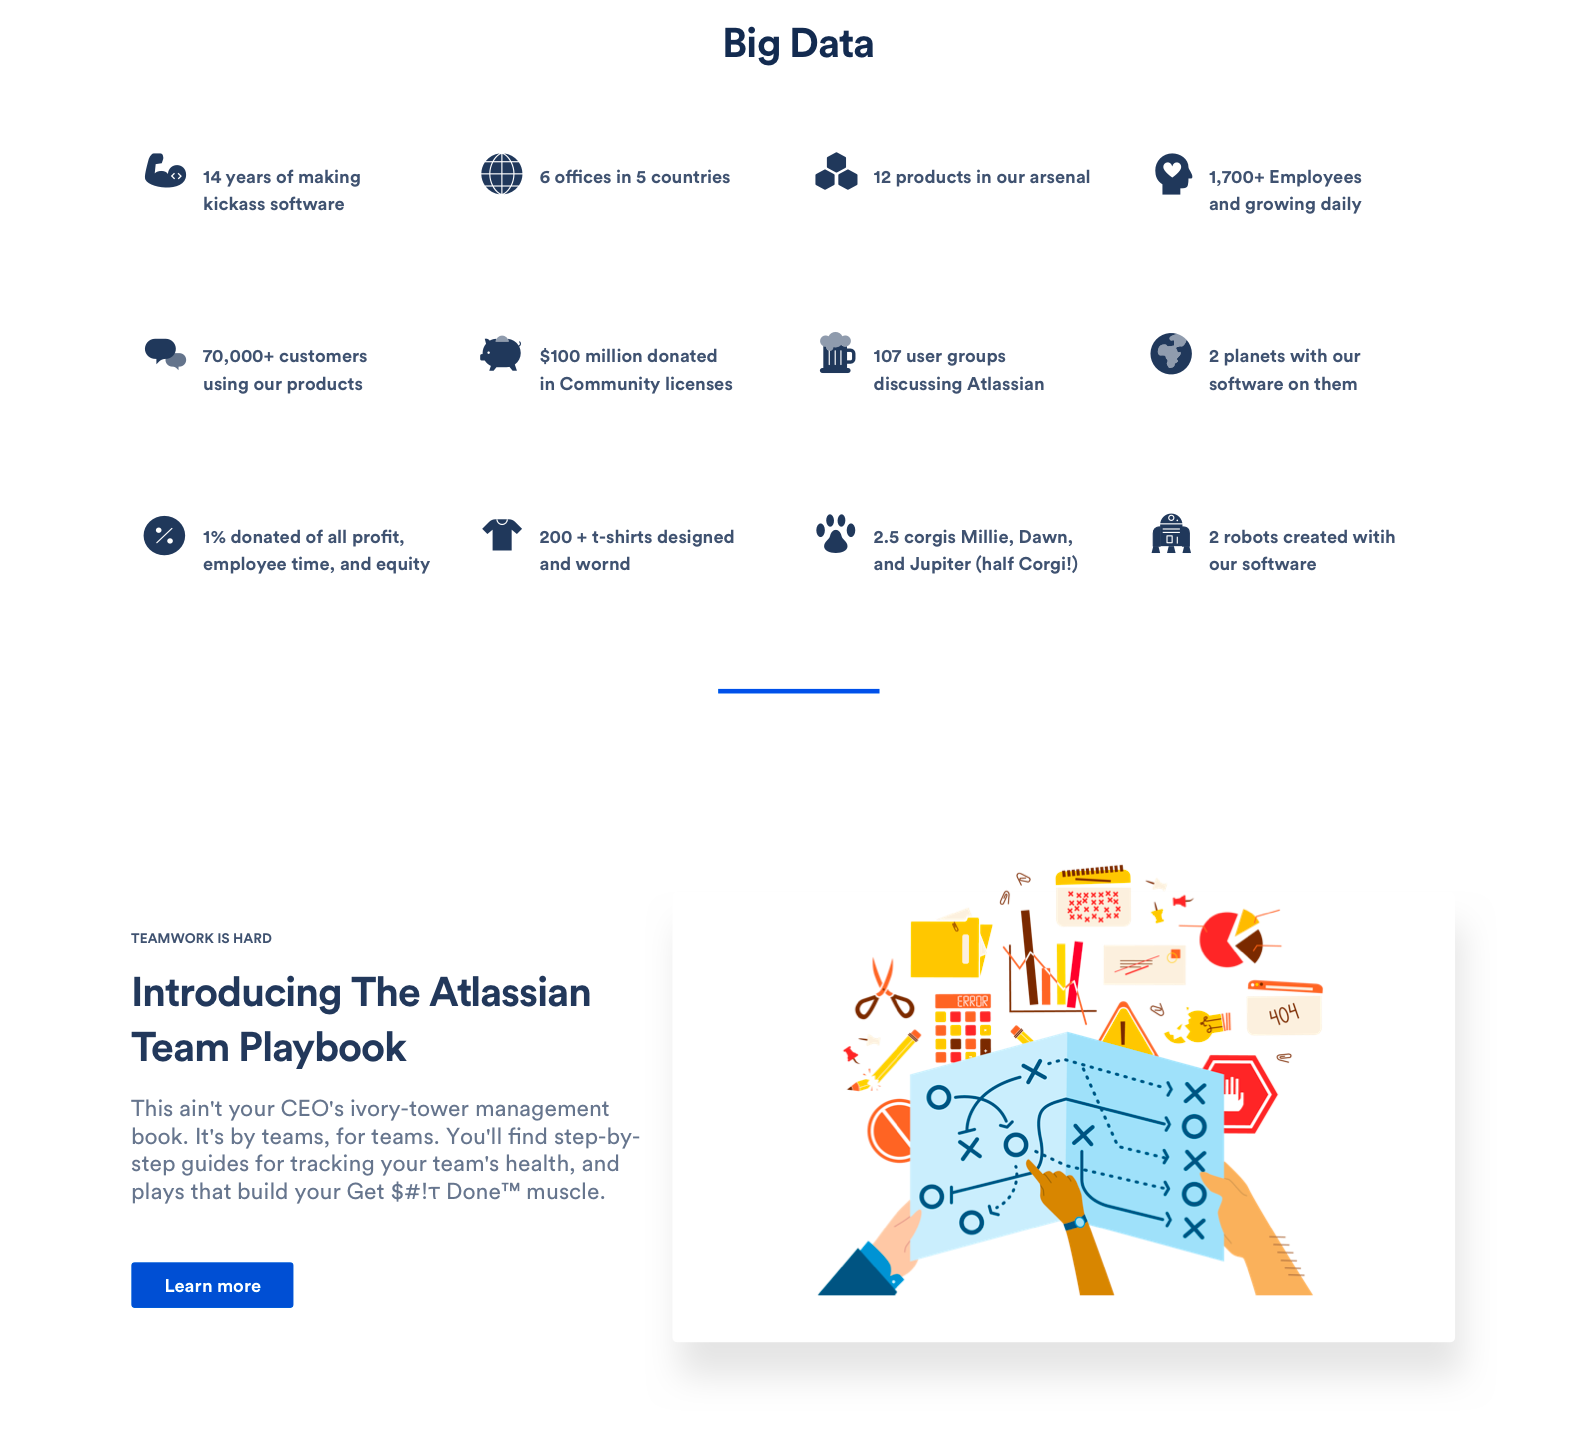 Big Data
14 years of making
kickass software
6 offices in 5 countries
12 products in our arsenal
1,700+ Employees
and growing daily
70,000+ customers
using our products
$100 million donated
in Community licenses
107 user groups
discussing Atlassian
2 planets with our
software on them
1% donated of all profit,
employee time, and equity
200 + t-shirts designed
and wornd
2.5 corgis Millie, Dawn,
and Jupiter (half Corgi!)
2 robots created witih
our software
TEAMWORK IS HARD
Introducing The Atlassian
Team Playbook
This ain't your CEO's ivory-tower management
book. It's by teams, for teams. You'll find step-by-
step guides for tracking your team's health, and
plays that build your Get $#!т Done™ muscle.
Learn more
ERROR
404